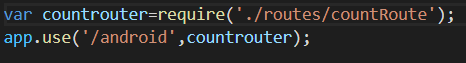 var countrouter=require('./routes/countRoute');
app.use('/android',countrouter);